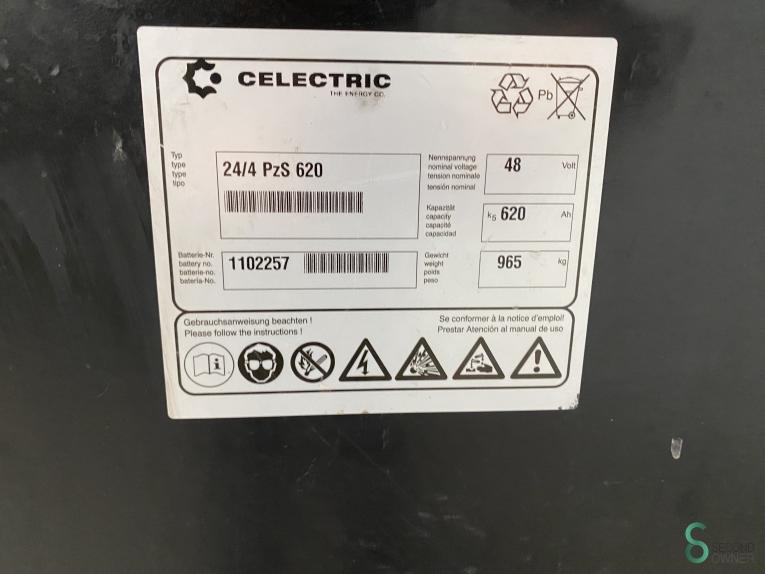 CELECTRIC
THE ENERGY CO.
Pb
Typ
type
type
tipo
24/4 PzS 620
Nennspannung
nominal voltage
tension nominale
tensión nominal
48 Volt
Kapazität
capacity
capacité
capacidad
k5 620 Ah
Batterie-Nr.
battery no.
batterie-no.
bateria-No.
1102257
Gewicht
weight
poids
peso
965 kg
Gebrauchsanweisung beachten !
Please follow the instructions !
Se conformer à la notice d'emploi!
Prestar Atención al manual de uso
SECOND
OWNER